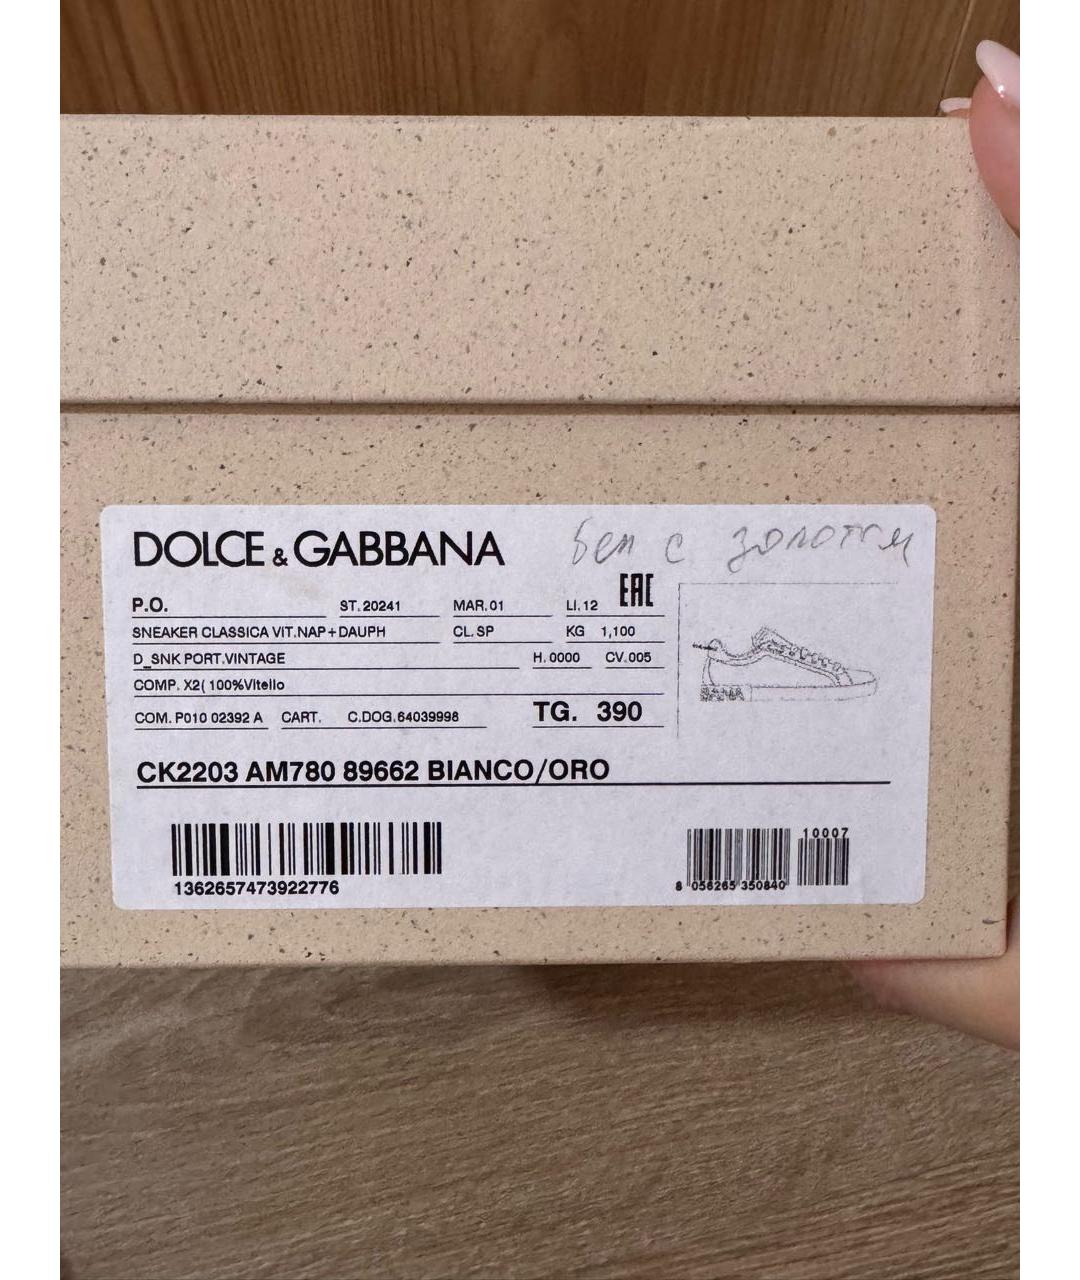 DOLCE & GABBANA
бел с золотом
EAC
P.O. ST.20241 MAR.01 LI.12
SNEAKER CLASSICA VIT.NAP+DAUPH CL.SP KG 1,100
D_SNK PORT.VINTAGE H.0000 CV.005
COMP. X2( 100%Vitello
COM. P010 02392 A CART. C.DOG.64039998 TG. 390
CK2203 AM780 89662 BIANCO/ORO
10007
1362657473922776
8 056265 350840